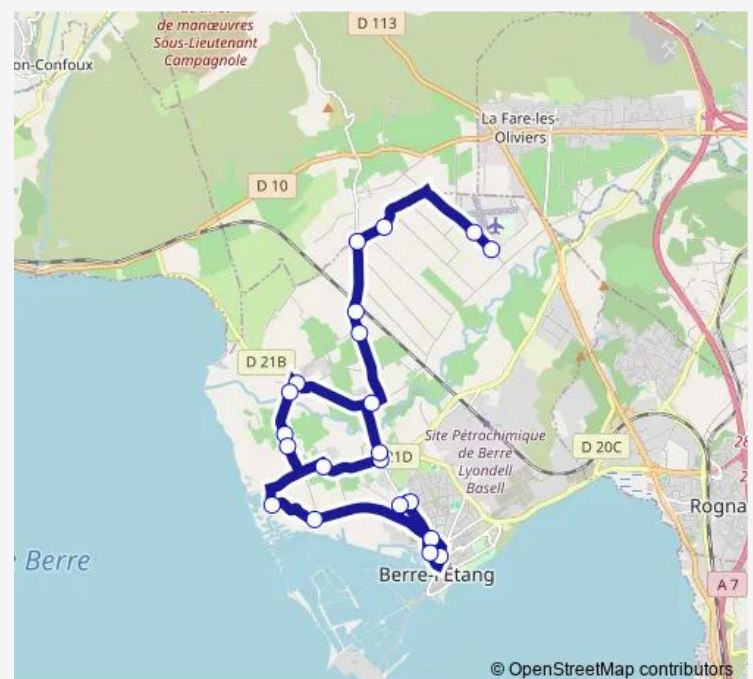 D 113
de manœuvres
Sous-Lieutenant
Campagnole
on-Confoux
La Fare-les-
Oliviers
D 10
D 21B
Site Pétrochimique
de Berre
Lyondell
Basell
21D
D 20C
Rogna
Berre
Berre-l'Étang
A 7
© OpenStreetMap contributors